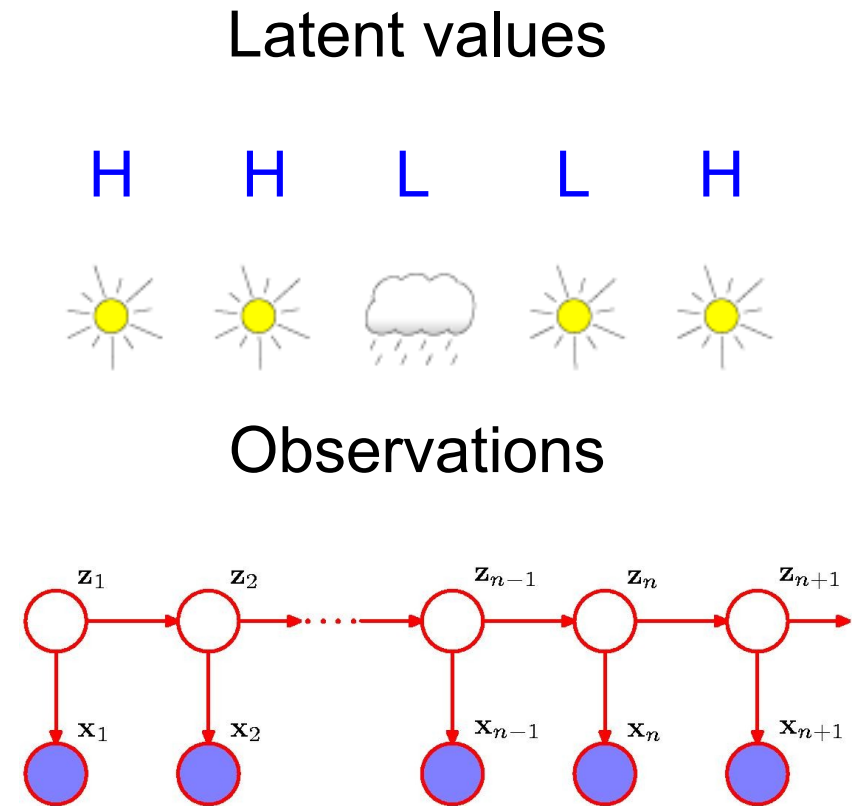 Latent values
H H L L H
Observations
z₁ z₂ zₙ₋₁ zₙ zₙ₊₁
x₁ x₂ xₙ₋₁ xₙ xₙ₊₁